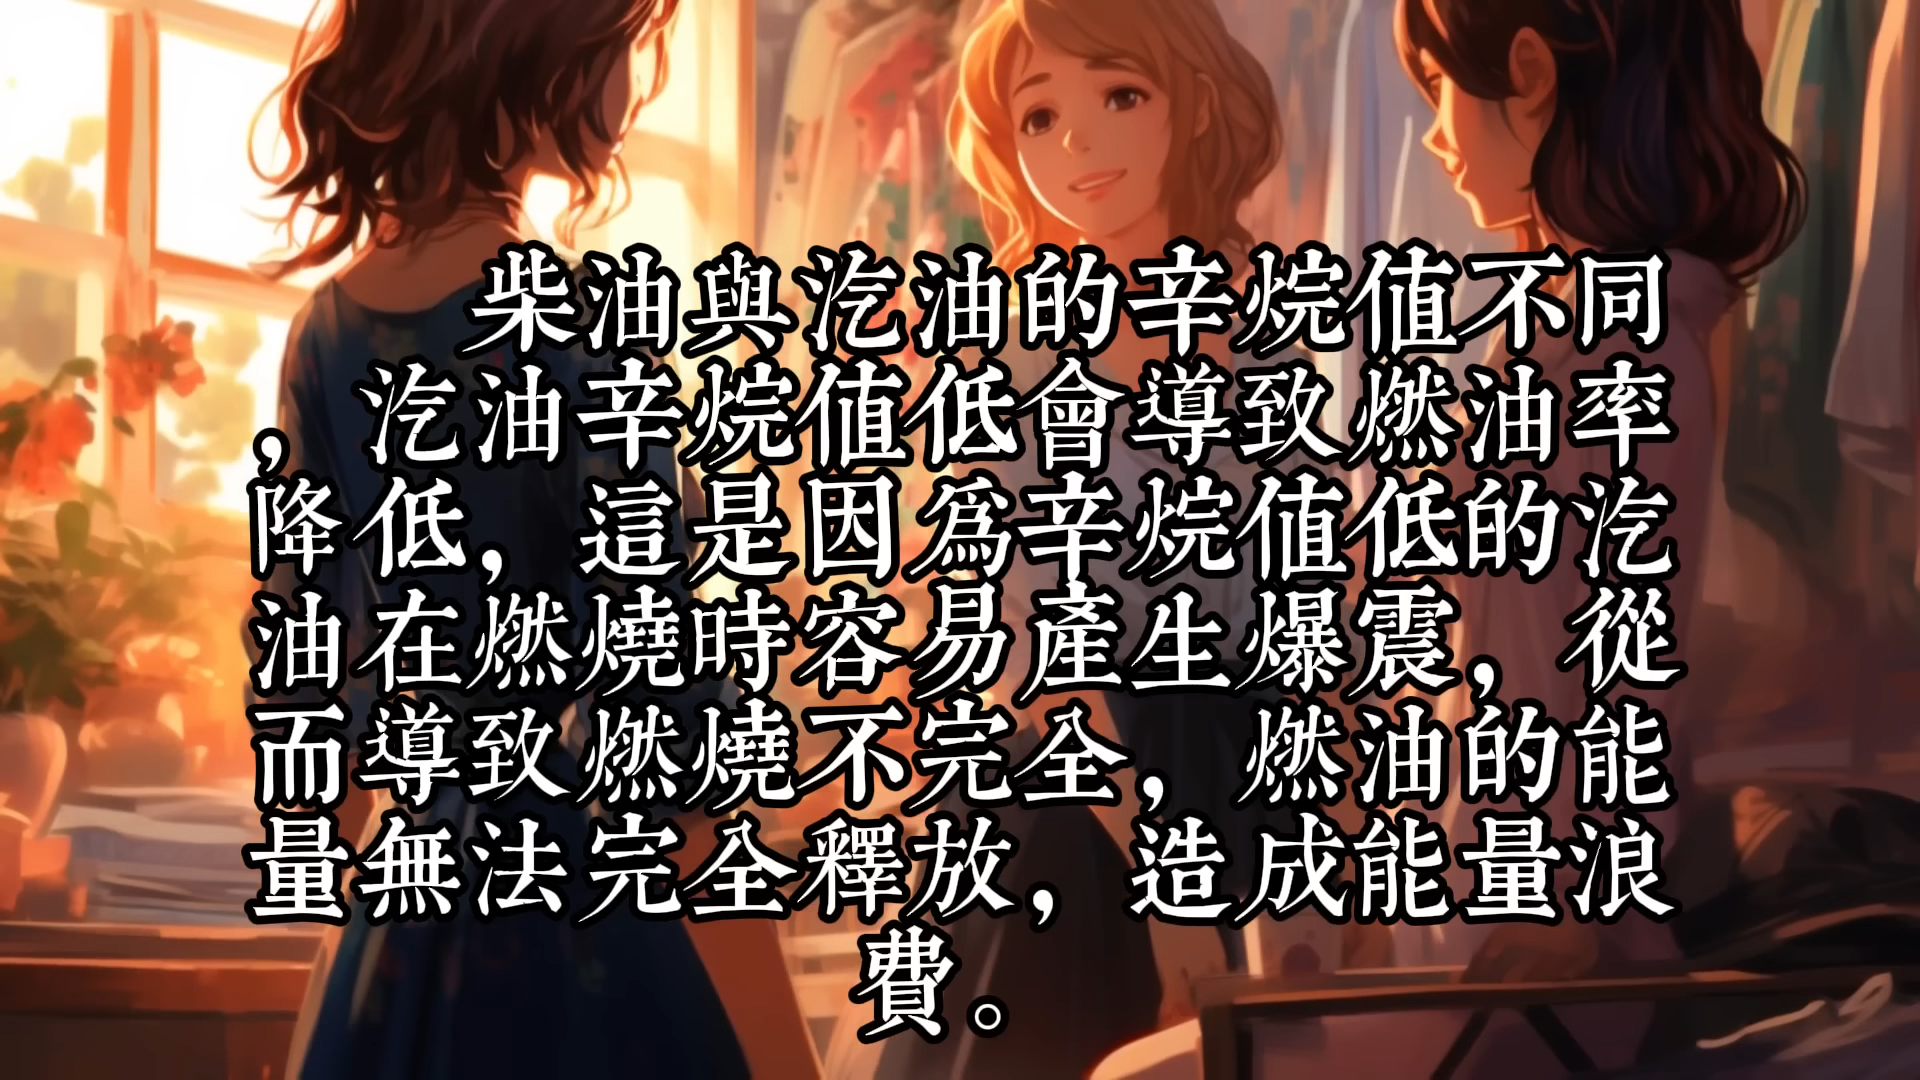 柴油與汽油的辛烷值不同
，汽油辛烷值低會導致燃油率
降低，這是因爲辛烷值低的汽
油在燃燒時容易產生爆震，從
而導致燃燒不完全，燃油的能
量無法完全釋放，造成能量浪
費。